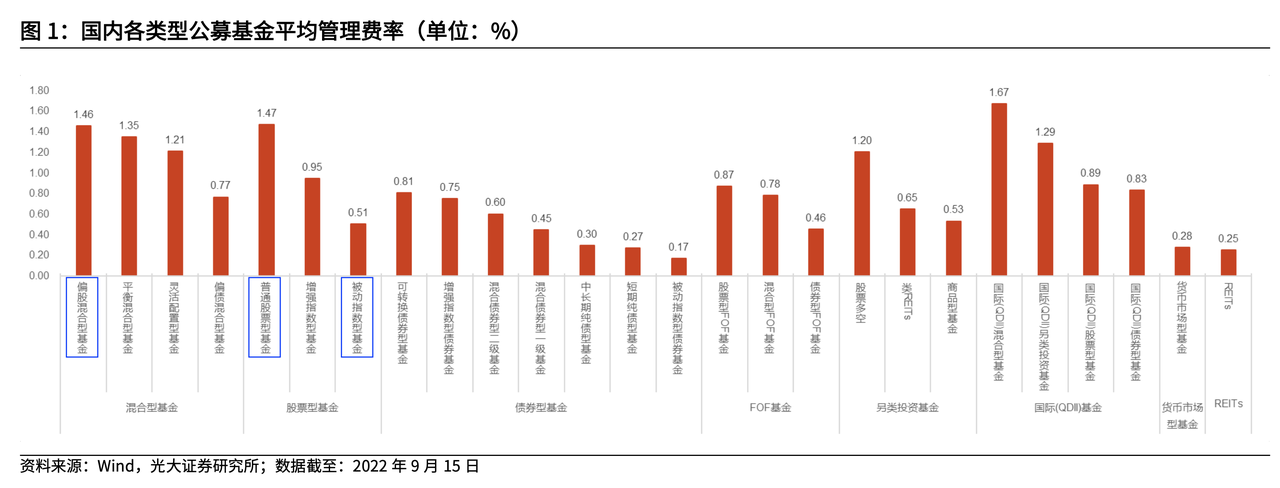 图 1：国内各类型公募基金平均管理费率（单位：%）
1.80
1.60
1.40
1.20
1.00
0.80
0.60
0.40
0.20
0.00
1.46
1.35
1.21
0.77
1.47
0.95
0.51
0.81
0.75
0.60
0.45
0.30
0.27
0.17
0.87
0.78
0.46
1.20
0.65
0.53
1.67
1.29
0.89
0.83
0.28
0.25
偏股混合型基金
平衡混合型基金
灵活配置型基金
偏债混合型基金
普通股票型基金
增强指数型基金
被动指数型基金
可转换债券型基金
增强指数型债券基金
混合债券型二级基金
混合债券型一级基金
中长期纯债型基金
短期纯债型基金
被动指数型债券基金
股票型FOF基金
混合型FOF基金
债券型FOF基金
股票多空
类REITs
商品型基金
国际(QDII)混合型基金
国际(QDII)另类投资基金
国际(QDII)股票型基金
国际(QDII)债券型基金
货币市场型基金
REITs
混合型基金
股票型基金
债券型基金
FOF基金
另类投资基金
国际(QDII)基金
货币市场
型基金
REITs
资料来源：Wind，光大证券研究所；数据截至：2022 年 9 月 15 日